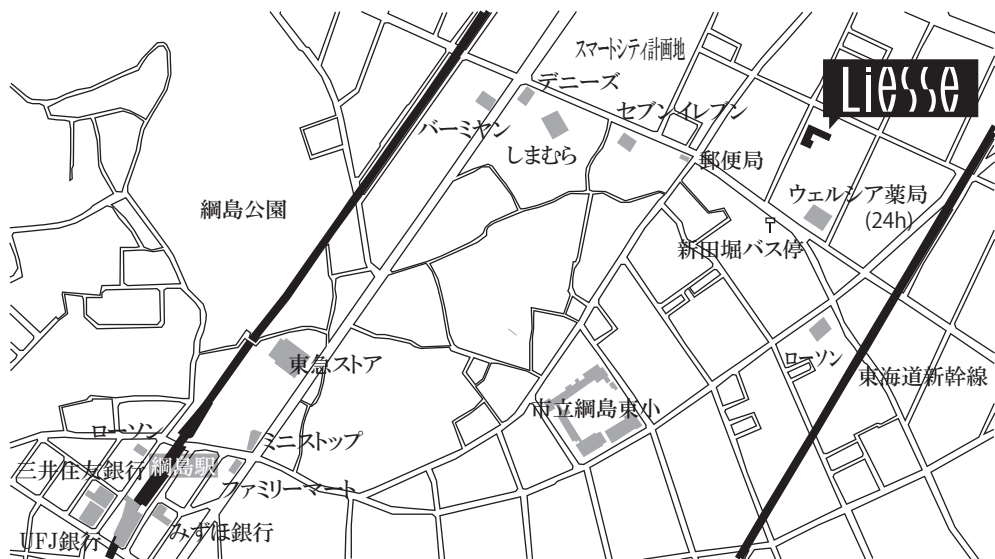 スマートシティ計画地
Liesse
デニーズ
セブンイレブン
バーミヤン
しまむら
郵便局
ウェルシア薬局
(24h)
綱島公園
新田堀バス停
東急ストア
ローソン
東海道新幹線
市立綱島東小
ローソン
ミニストップ
三井住友銀行
綱島駅
ファミリーマート
UFJ銀行
みずほ銀行